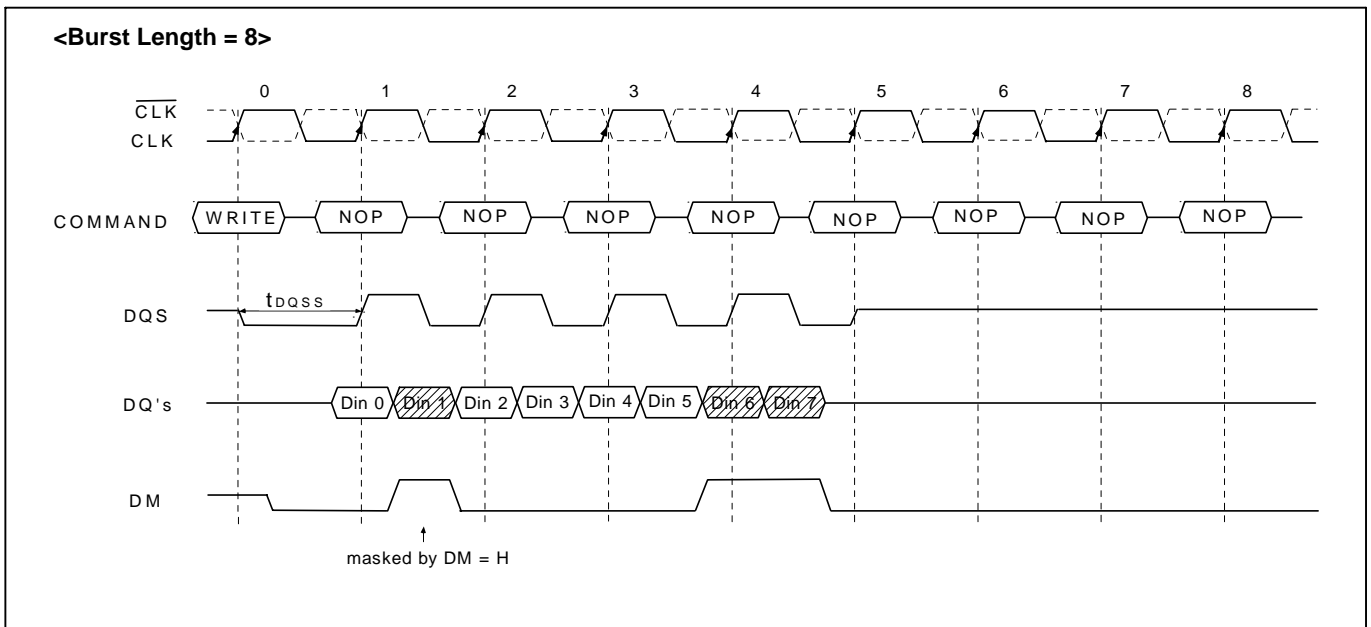 <Burst Length = 8>
0 1 2 3 4 5 6 7 8
CLK
CLK
COMMAND WRITE NOP NOP NOP NOP NOP NOP NOP NOP
tDQSS
DQS
DQ's Din 0 Din 1 Din 2 Din 3 Din 4 Din 5 Din 6 Din 7
DM
masked by DM = H